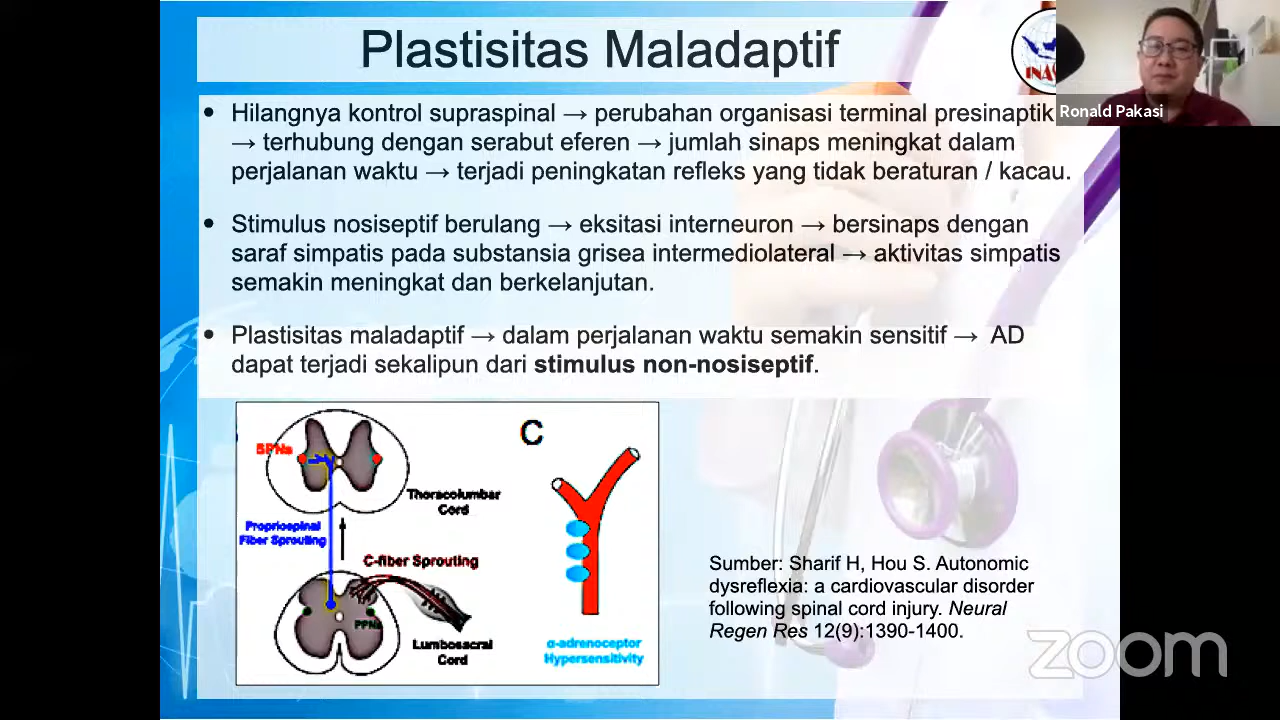 Plastisitas Maladaptif
Ronald Pakasi
• Hilangnya kontrol supraspinal → perubahan organisasi terminal presinaptik
→ terhubung dengan serabut eferen → jumlah sinaps meningkat dalam
perjalanan waktu → terjadi peningkatan refleks yang tidak beraturan / kacau.
• Stimulus nosiseptif berulang → eksitasi interneuron → bersinaps dengan
saraf simpatis pada substansia grisea intermediolateral → aktivitas simpatis
semakin meningkat dan berkelanjutan.
• Plastisitas maladaptif → dalam perjalanan waktu semakin sensitif → AD
dapat terjadi sekalipun dari stimulus non-nosiseptif.
SPNs
Thoracolumbar
Cord
Propriospinal
Fiber Sprouting
C-fiber Sprouting
PPNs
Lumbosacral
Cord
C
α-adrenoceptor
Hypersensitivity
Sumber: Sharif H, Hou S. Autonomic
dysreflexia: a cardiovascular disorder
following spinal cord injury. Neural
Regen Res 12(9):1390-1400.
zoom